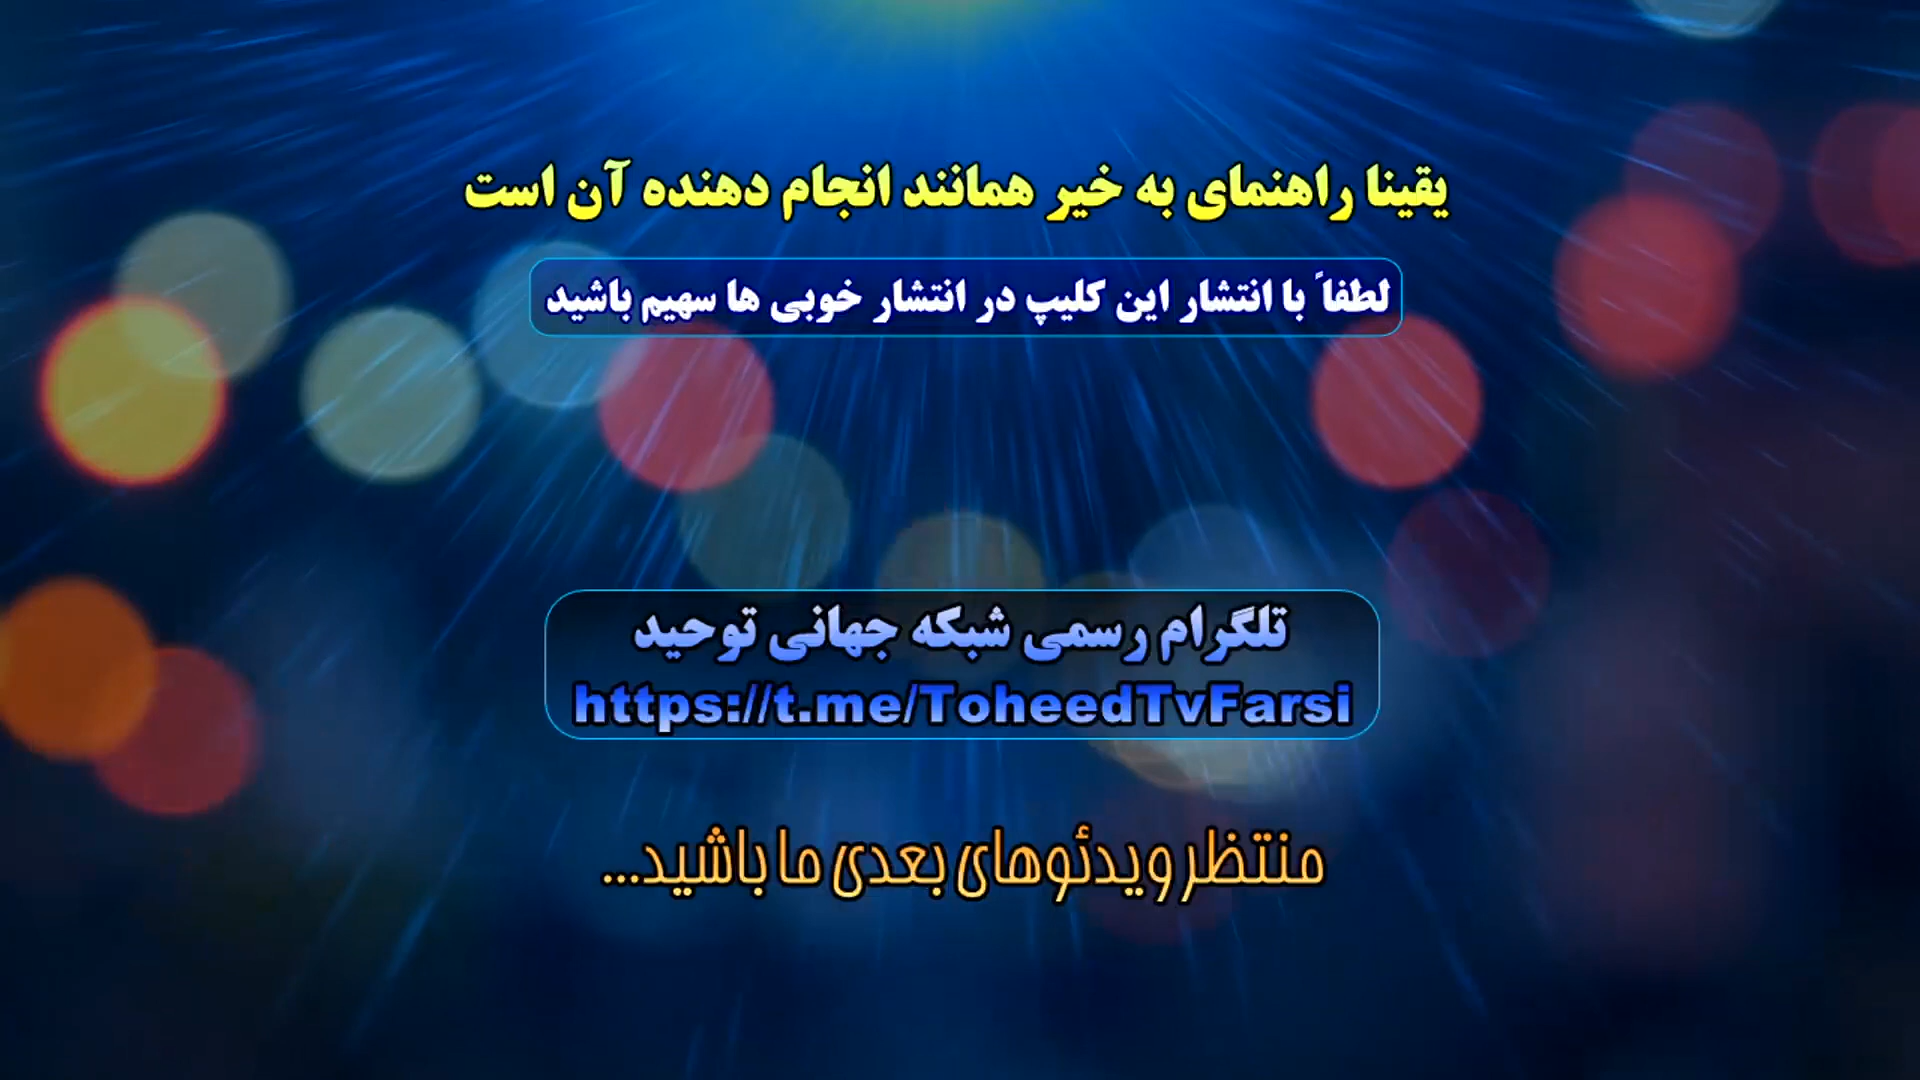 یقینا راهنمای به خیر همانند انجام دهنده آن است
لطفاً با انتشار این کلیپ در انتشار خوبی ها سهیم باشید
تلگرام رسمی شبکه جهانی توحید
https://t.me/ToheedTvFarsi
منتظر ویدئوهای بعدی ما باشید...